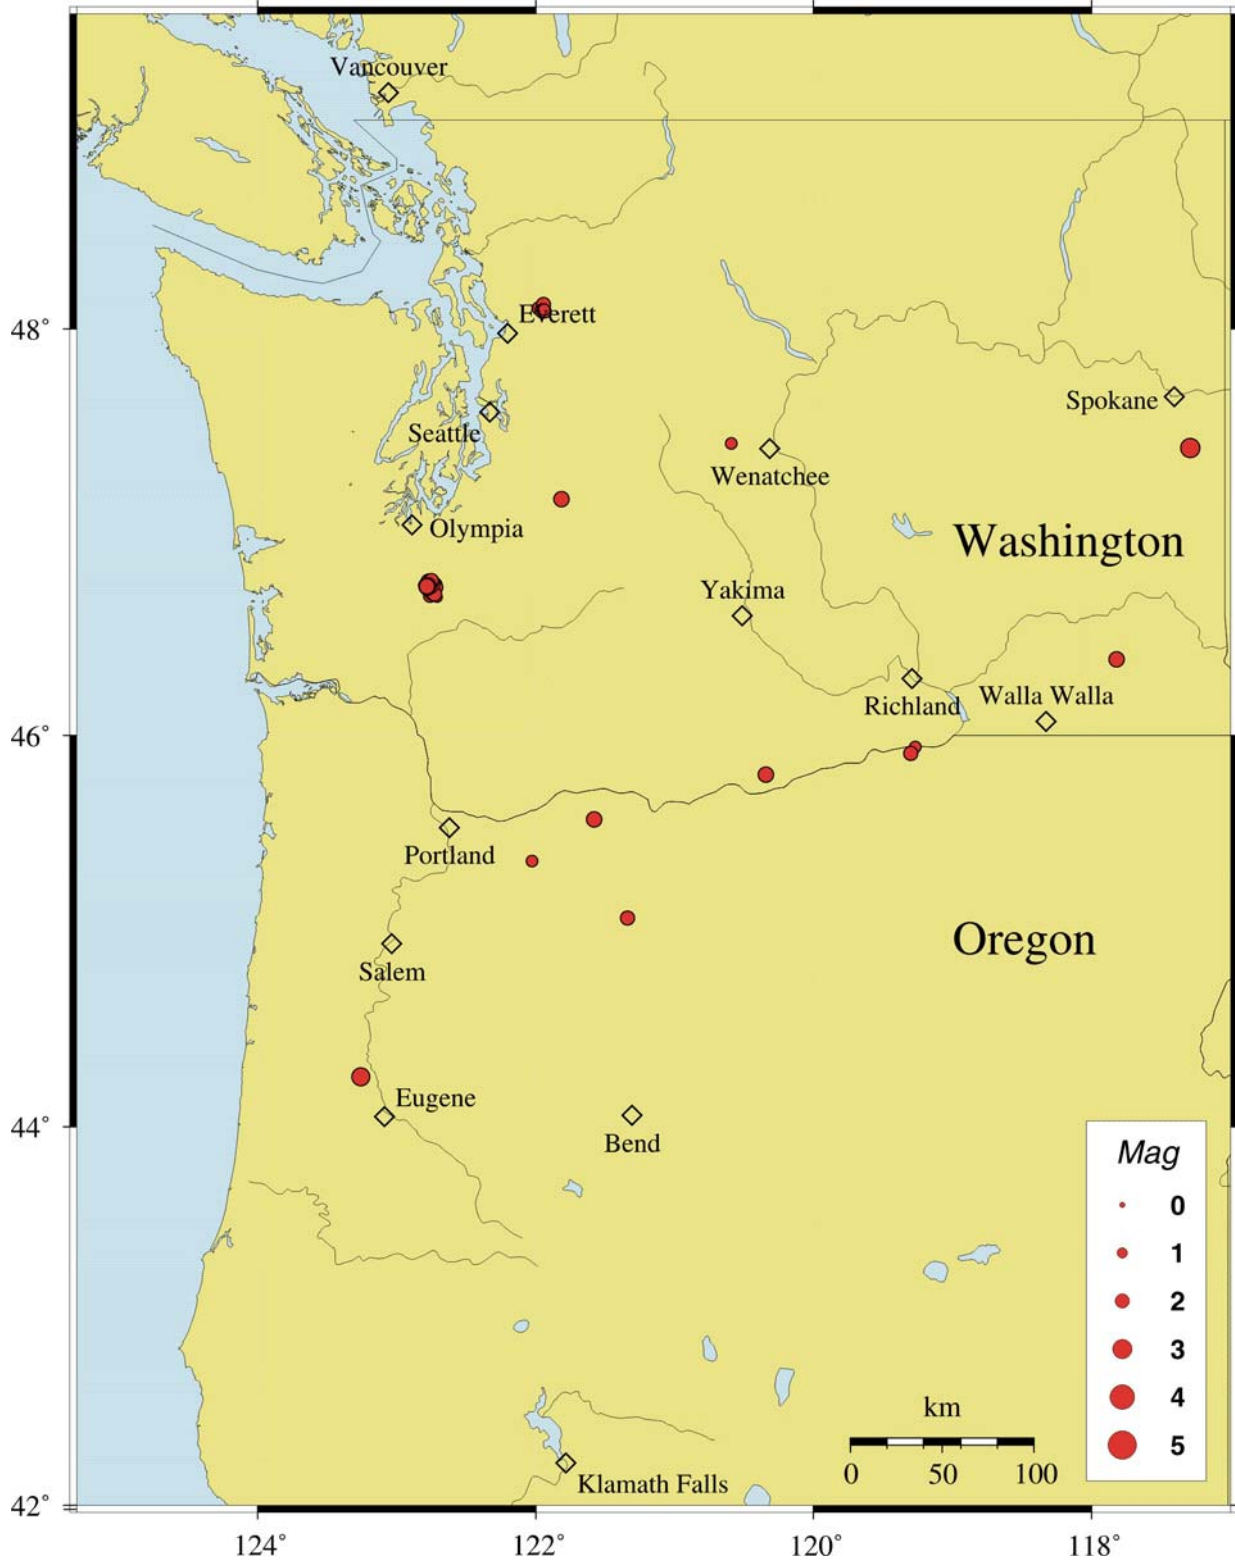 Vancouver
Everett
48°
Spokane
Seattle
Wenatchee
Olympia
Washington
Yakima
Walla Walla
Richland
46°
Portland
Oregon
Salem
Eugene
44°
Bend
Mag
0
1
2
3
4
5
km
0 50 100
Klamath Falls
42°
124° 122° 120° 118°